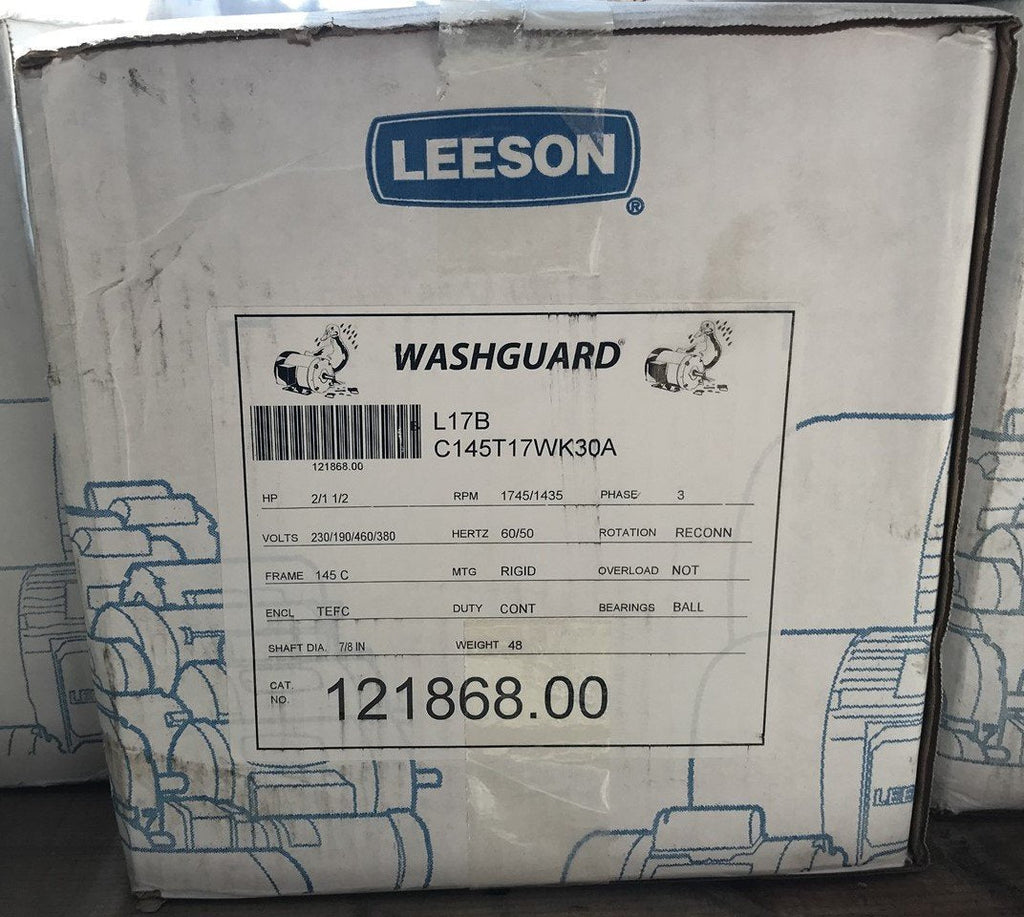 LEESON
®
WASHGUARD®
L17B
C145T17WK30A
121868.00
HP 2/1 1/2 RPM 1745/1435 PHASE 3
VOLTS 230/190/460/380 HERTZ 60/50 ROTATION RECONN
FRAME 145 C MTG RIGID OVERLOAD NOT
ENCL TEFC DUTY CONT BEARINGS BALL
SHAFT DIA. 7/8 IN WEIGHT 48
CAT.
NO. 121868.00
LEE